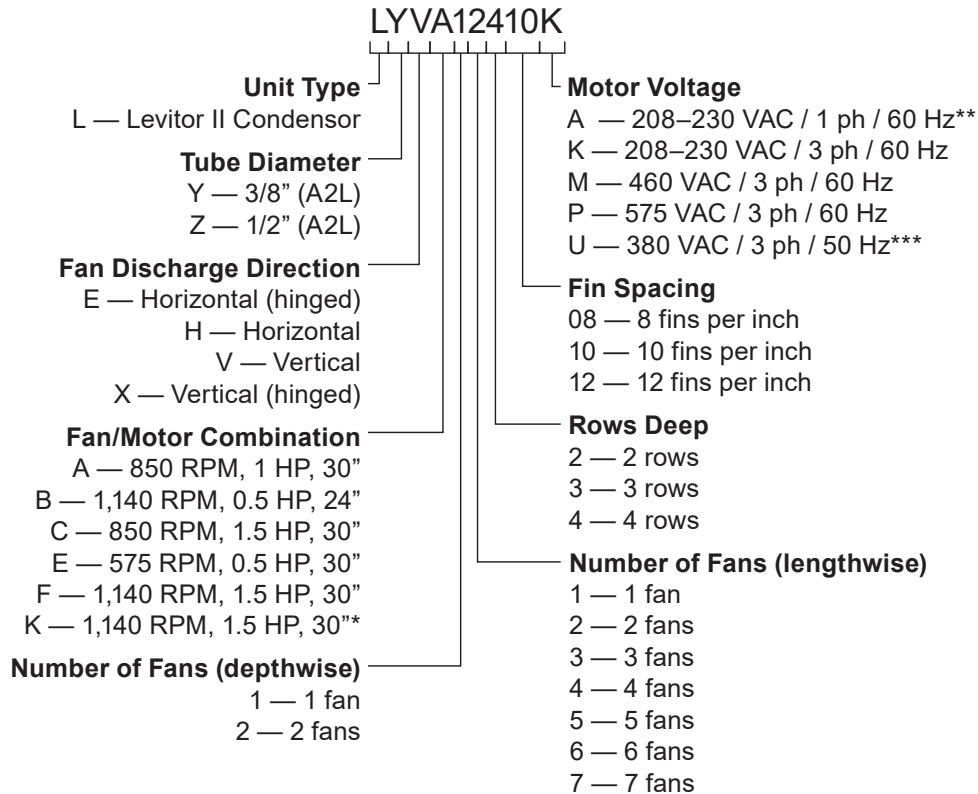 LYVA12410K
Unit Type
L — Levitor II Condensor
Tube Diameter
Y — 3/8” (A2L)
Z — 1/2” (A2L)
Fan Discharge Direction
E — Horizontal (hinged)
H — Horizontal
V — Vertical
X — Vertical (hinged)
Fan/Motor Combination
A — 850 RPM, 1 HP, 30”
B — 1,140 RPM, 0.5 HP, 24”
C — 850 RPM, 1.5 HP, 30”
E — 575 RPM, 0.5 HP, 30”
F — 1,140 RPM, 1.5 HP, 30”
K — 1,140 RPM, 1.5 HP, 30”*
Number of Fans (depthwise)
1 — 1 fan
2 — 2 fans
Motor Voltage
A — 208–230 VAC / 1 ph / 60 Hz**
K — 208–230 VAC / 3 ph / 60 Hz
M — 460 VAC / 3 ph / 60 Hz
P — 575 VAC / 3 ph / 60 Hz
U — 380 VAC / 3 ph / 50 Hz***
Fin Spacing
08 — 8 fins per inch
10 — 10 fins per inch
12 — 12 fins per inch
Rows Deep
2 — 2 rows
3 — 3 rows
4 — 4 rows
Number of Fans (lengthwise)
1 — 1 fan
2 — 2 fans
3 — 3 fans
4 — 4 fans
5 — 5 fans
6 — 6 fans
7 — 7 fans